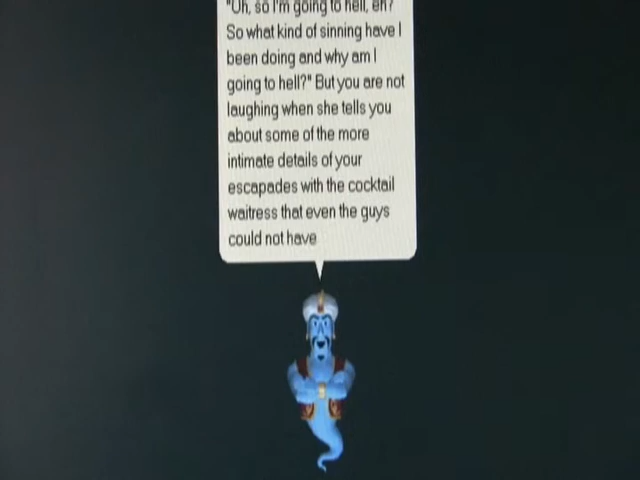 "Oh, so I'm going to hell, eh?
So what kind of sinning have I
been doing and why am I
going to hell?" But you are not
laughing when she tells you
about some of the more
intimate details of your
escapades with the cocktail
waitress that even the guys
could not have